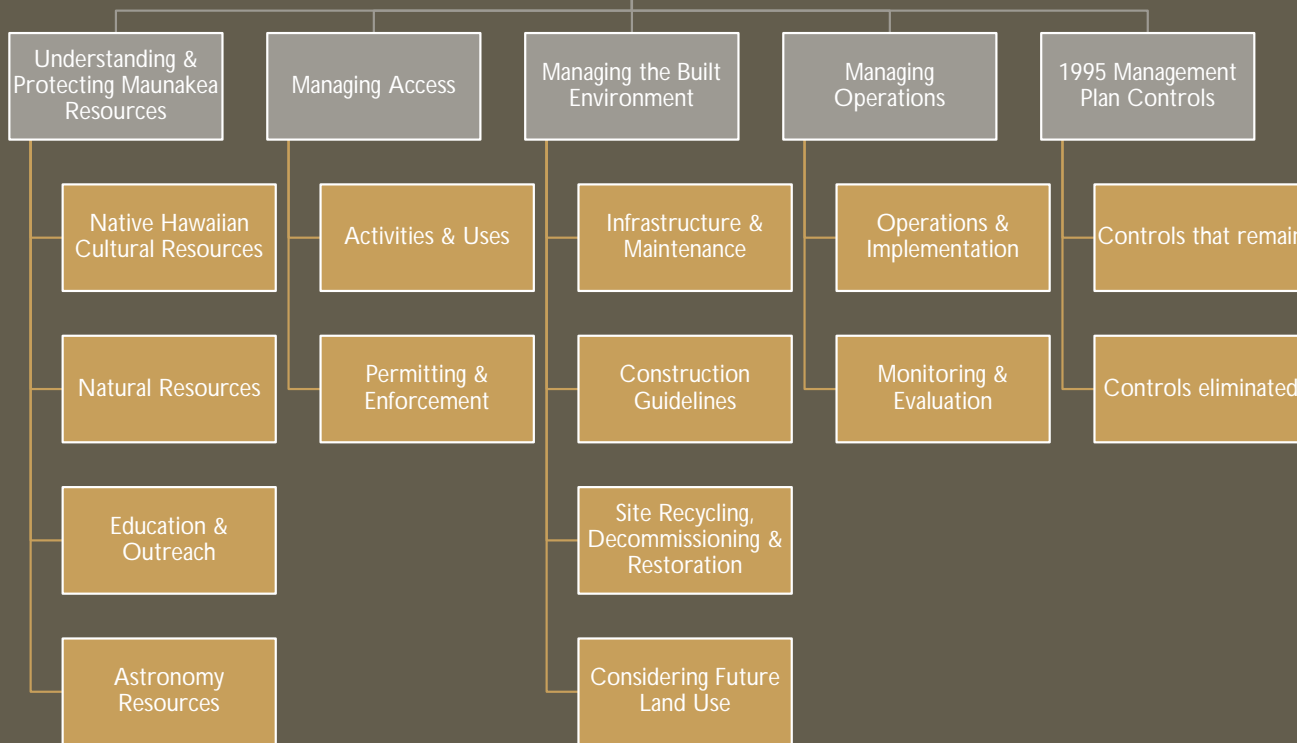 Understanding &
Protecting Maunakea
Resources
Managing Access
Managing the Built
Environment
Managing
Operations
1995 Management
Plan Controls
Native Hawaiian
Cultural Resources
Natural Resources
Education &
Outreach
Astronomy
Resources
Activities & Uses
Permitting &
Enforcement
Infrastructure &
Maintenance
Construction
Guidelines
Site Recycling,
Decommissioning &
Restoration
Considering Future
Land Use
Operations &
Implementation
Monitoring &
Evaluation
Controls that remain
Controls eliminated